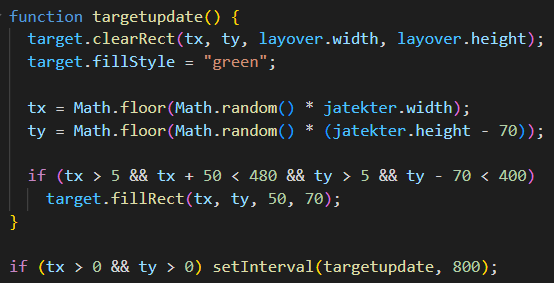 function targetupdate() {
target.clearRect(tx, ty, layover.width, layover.height);
target.fillStyle = "green";
tx = Math.floor(Math.random() * jatekter.width);
ty = Math.floor(Math.random() * (jatekter.height - 70));
if (tx > 5 && tx + 50 < 480 && ty > 5 && ty - 70 < 400)
target.fillRect(tx, ty, 50, 70);
}
if (tx > 0 && ty > 0) setInterval(targetupdate, 800);